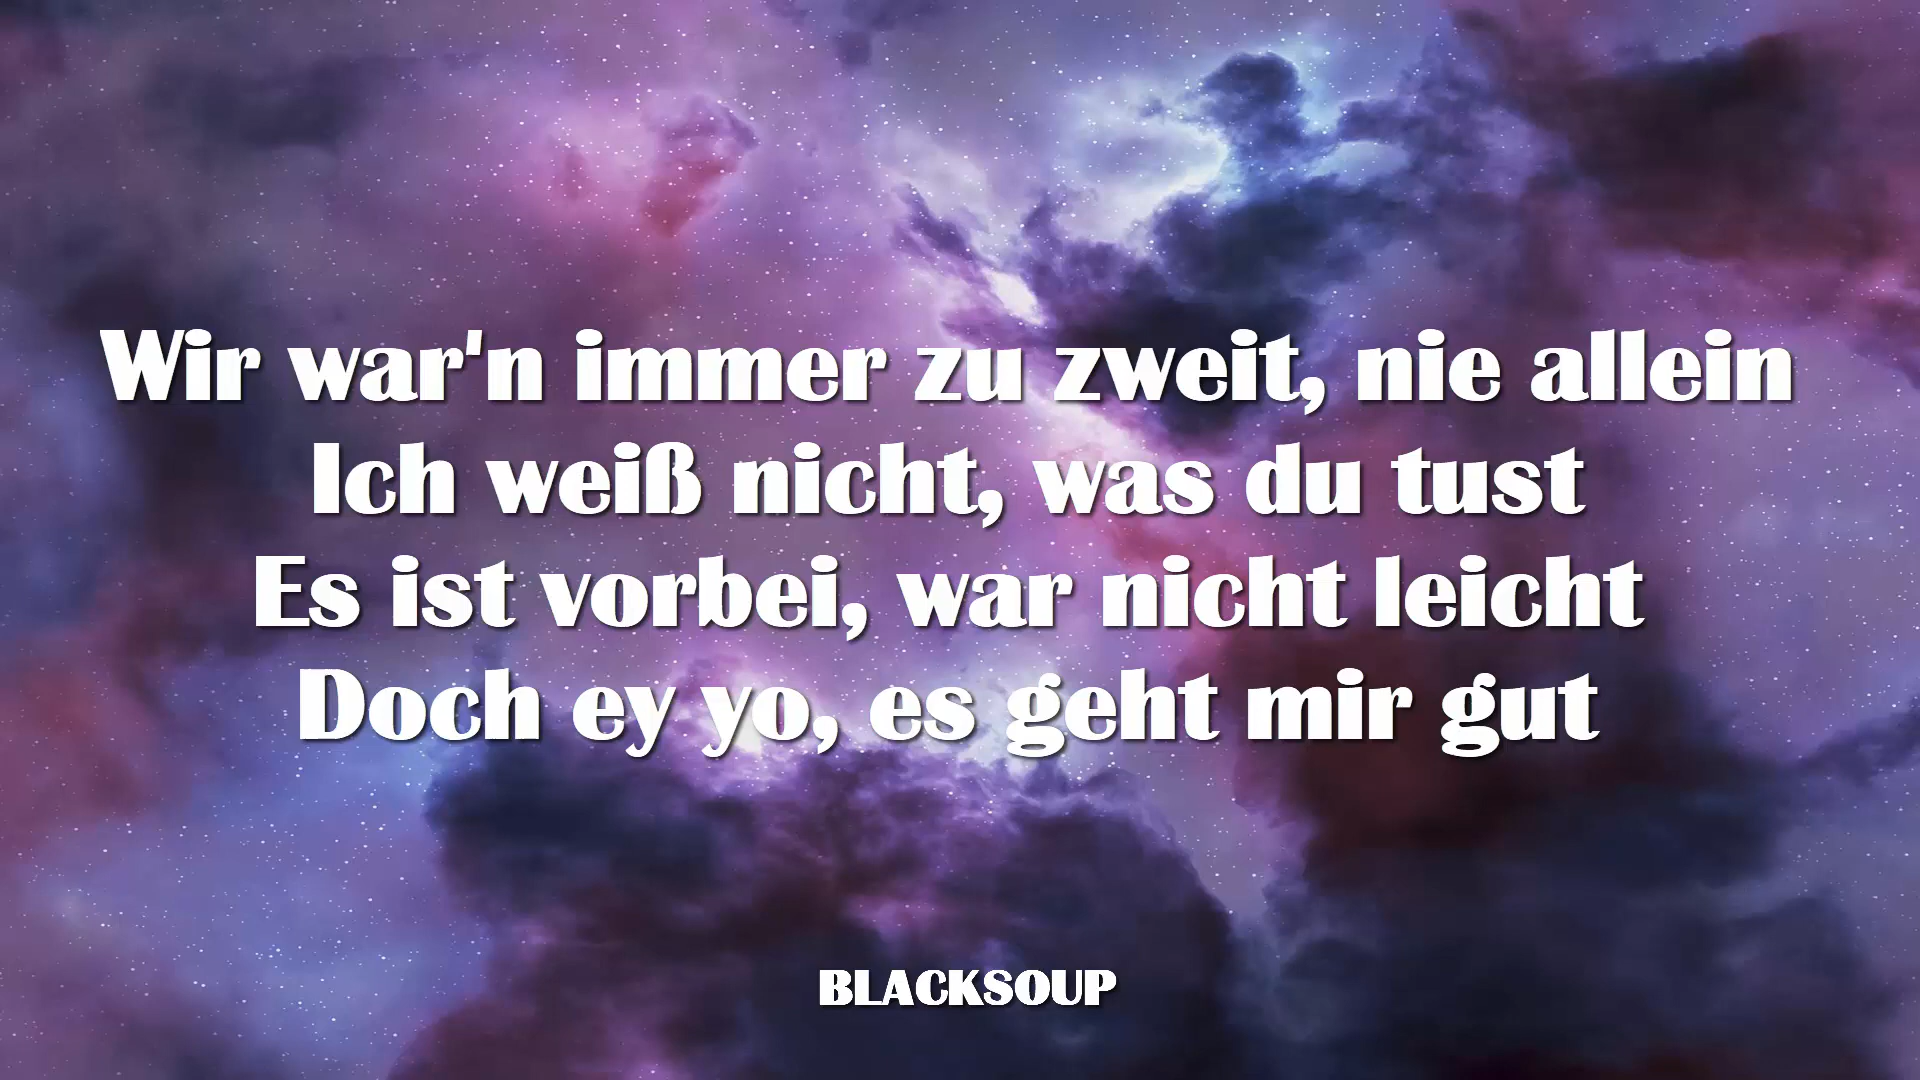 Wir war'n immer zu zweit, nie allein
Ich weiß nicht, was du tust
Es ist vorbei, war nicht leicht
Doch ey yo, es geht mir gut
BLACKSOUP